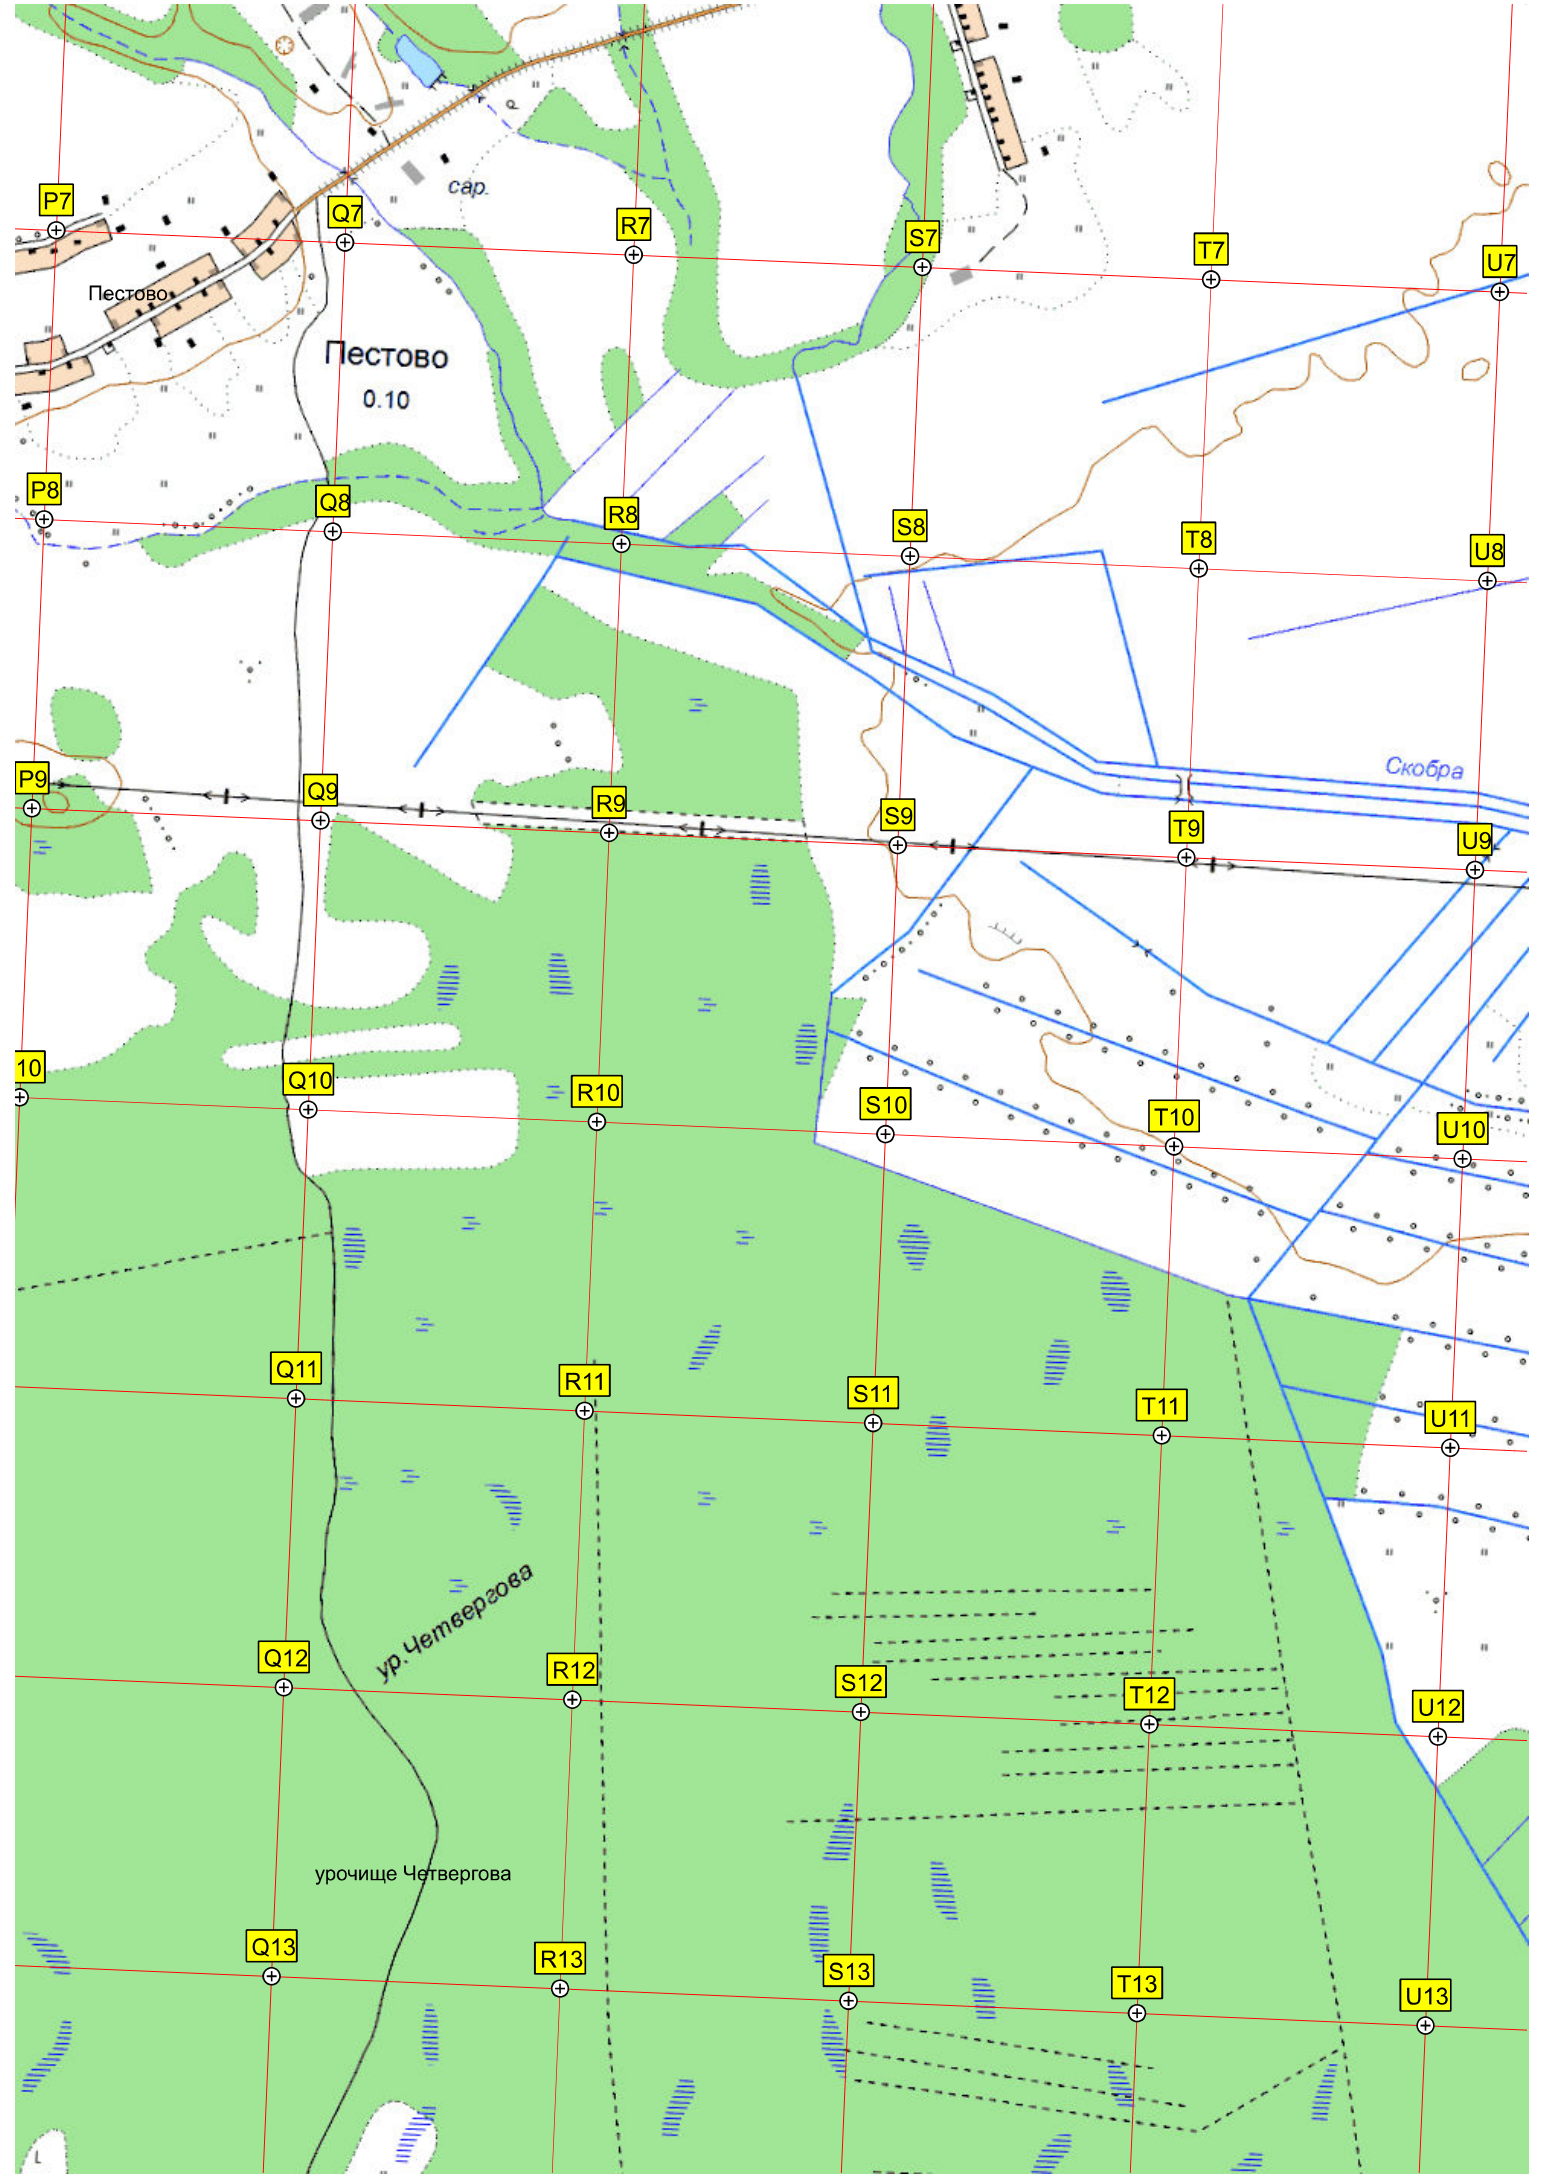 сар.
P7
Q7
R7
S7
T7
U7
Пестово
Пестово
0.10
P8
Q8
R8
S8
T8
U8
Скобра
P9
Q9
R9
S9
T9
U9
10
Q10
R10
S10
T10
U10
Q11
R11
S11
T11
U11
ур.Четвергова
Q12
R12
S12
T12
U12
урочище Четвергова
Q13
R13
S13
T13
U13